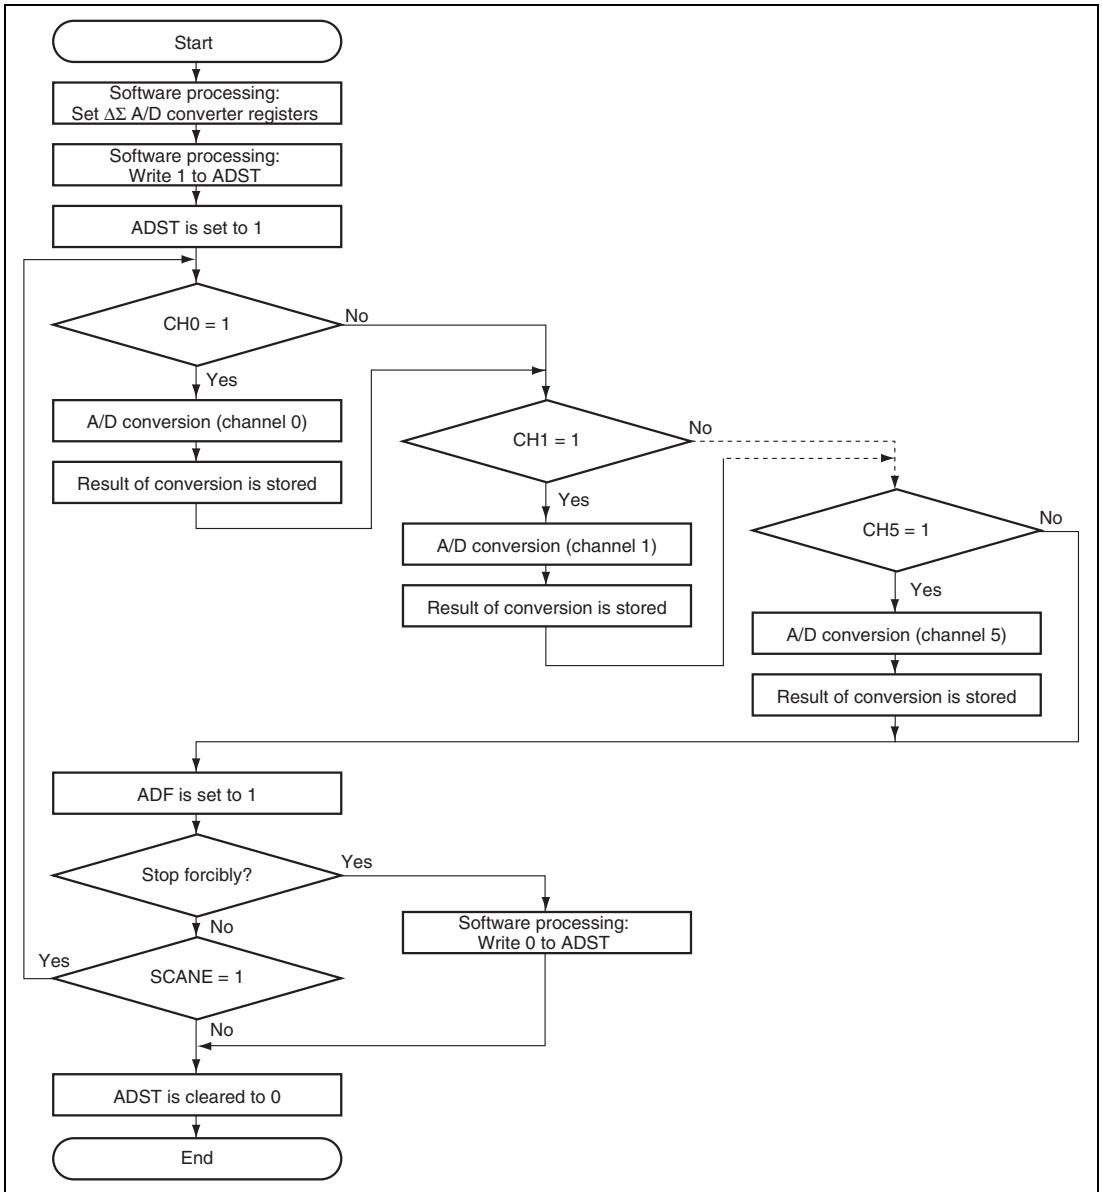 Start
Software processing:
Set ΔΣ A/D converter registers
Software processing:
Write 1 to ADST
ADST is set to 1
CH0 = 1
No
Yes
A/D conversion (channel 0)
Result of conversion is stored
CH1 = 1
No
Yes
A/D conversion (channel 1)
Result of conversion is stored
CH5 = 1
No
Yes
A/D conversion (channel 5)
Result of conversion is stored
ADF is set to 1
Stop forcibly?
Yes
No
Software processing:
Write 0 to ADST
Yes
SCANE = 1
No
ADST is cleared to 0
End